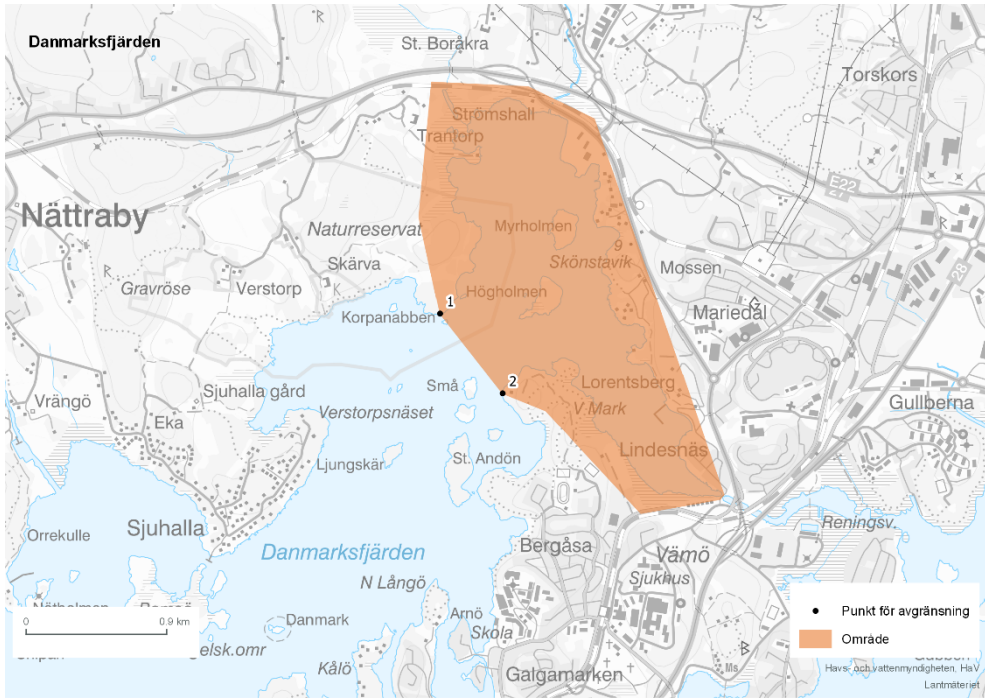 Danmarksfjärden
St. Boråkra
Torskors
Strömshall
Trantorp
E22
Nättraby
Naturreservat
Myrholmen
9
Skärva
Skönstavik
Mossen
28
Gravröse
Verstorp
K
Högholmen
G
Mariedal
1
Korpanabben
Små
2
Lorentsberg
Sjuhalla gård
Vrångö
Verstorpsnäset
V Mark
Gullberna
Eka
Lindesnäs
Ljungskär
St. Andön
Orrekulle
Sjuhalla
Danmarksfjärden
Bergåsa
Vämö
Reningsv.
Sjukhus
N Långö
0
0.9 km
Danmark
Arnö
Skola
B
Punkt för avgränsning
Område
Kålö
Galgamarken
Ms
Havs- och vattenmyndigheten, HaV
Lantmäteriet